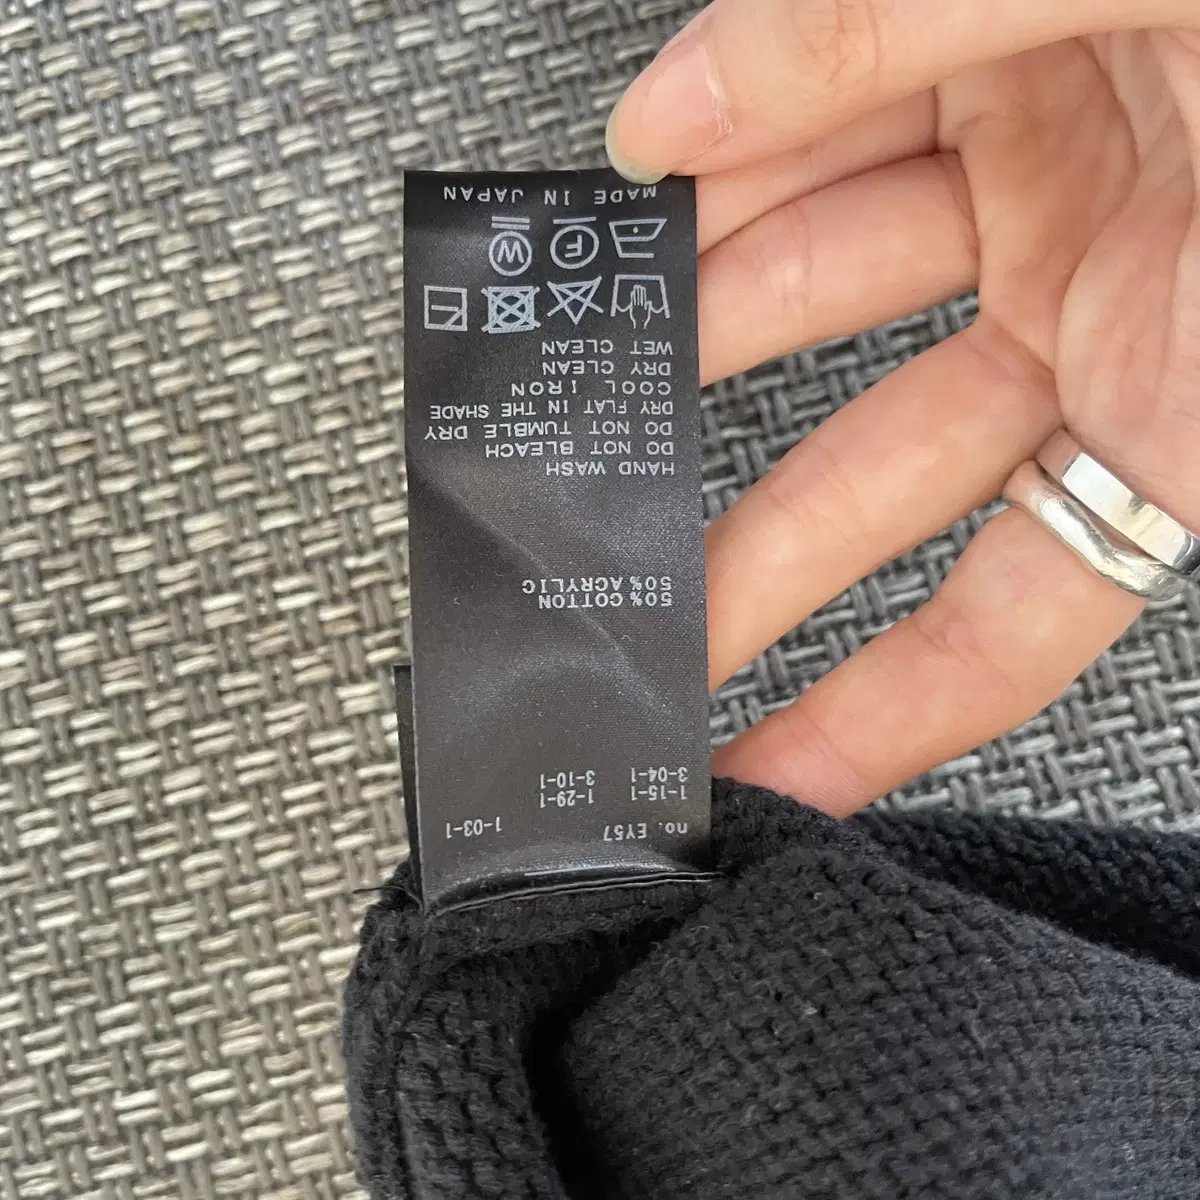 no. EY57 1-03-1
1-15-1 1-29-1
3-04-1 3-10-1
50% COTTON
50% ACRYLIC
HAND WASH
DO NOT BLEACH
DO NOT TUMBLE DRY
DRY FLAT IN THE SHADE
COOL IRON
DRY CLEAN
WET CLEAN
F W
MADE IN JAPAN